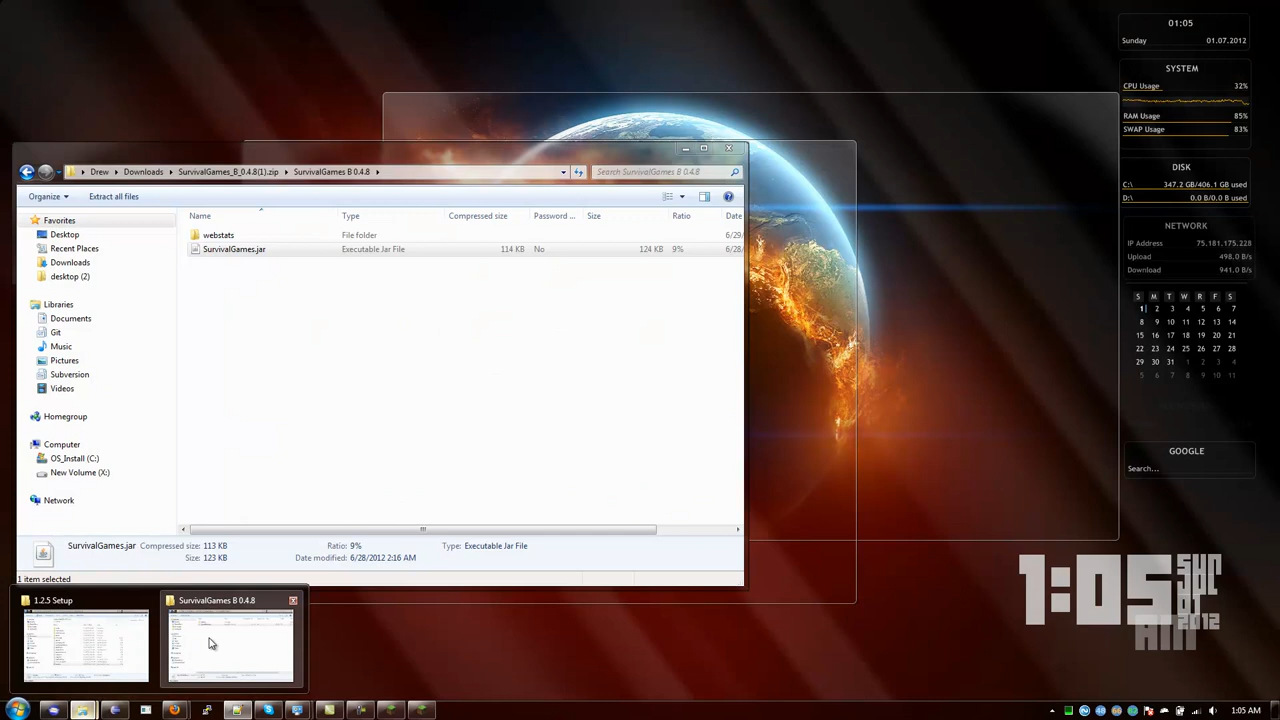 01:05
Sunday 01.07.2012
SYSTEM
CPU Usage 32%
RAM Usage 85%
SWAP Usage 83%
DISK
C:\ 347.2 GB/406.1 GB used
D:\ 0.0 B/0.0 B used
NETWORK
IP Address 75.181.175.228
Upload 498.0 B/s
Download 941.0 B/s
S M T W T F S
1 2 3 4 5 6 7
8 9 10 11 12 13 14
15 16 17 18 19 20 21
22 23 24 25 26 27 28
29 30 31 1 2 3 4
5 6 7 8 9 10 11
GOOGLE
Search...
Drew Downloads SurvivalGames_B_0.4.8(1).zip SurvivalGames B 0.4.8
Search SurvivalGames B 0.4.8
Organize Extract all files
Name Type Compressed size Password ... Size Ratio Date
webstats File folder 6/29/
SurvivalGames.jar Executable Jar File 114 KB No 124 KB 9% 6/28/
Favorites
Desktop
Recent Places
Downloads
desktop (2)
Libraries
Documents
Git
Music
Pictures
Subversion
Videos
Homegroup
Computer
OS_Install (C:)
New Volume (X:)
Network
SurvivalGames.jar Compressed size: 113 KB Ratio: 9% Type: Executable Jar File
Size: 123 KB Date modified: 6/28/2012 2:16 AM
1 item selected
1.2.5 Setup
SurvivalGames B 0.4.8
1:05
2012
AM
1:05 AM